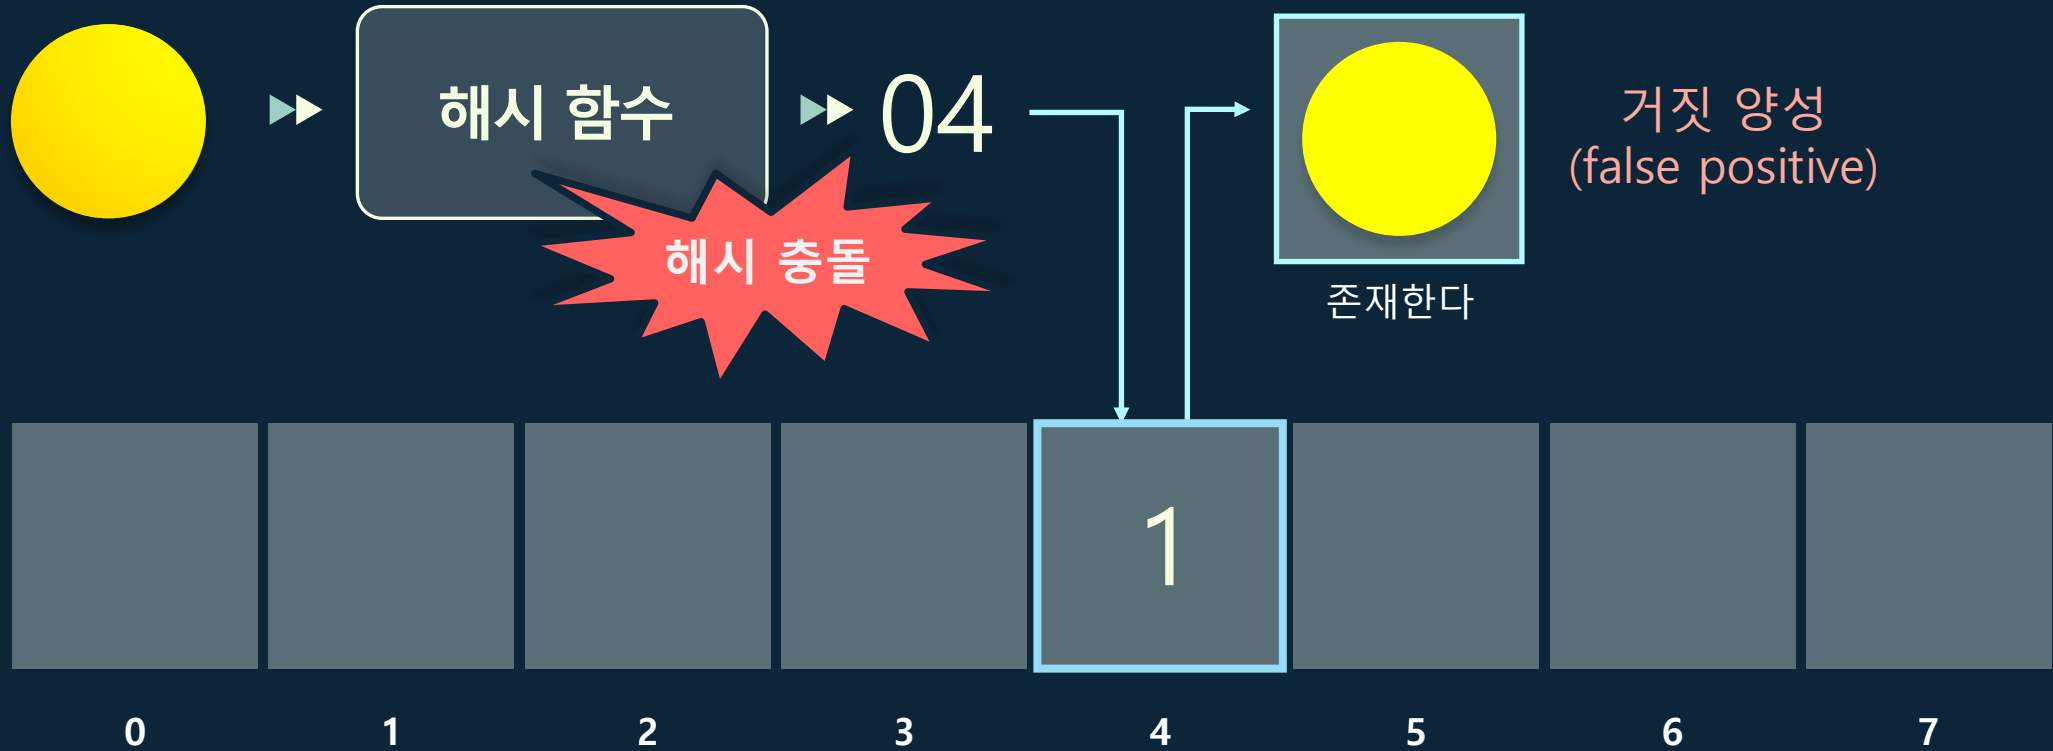 해시 함수
04
해시 충돌
존재한다
거짓 양성
(false positive)
1
0 1 2 3 4 5 6 7